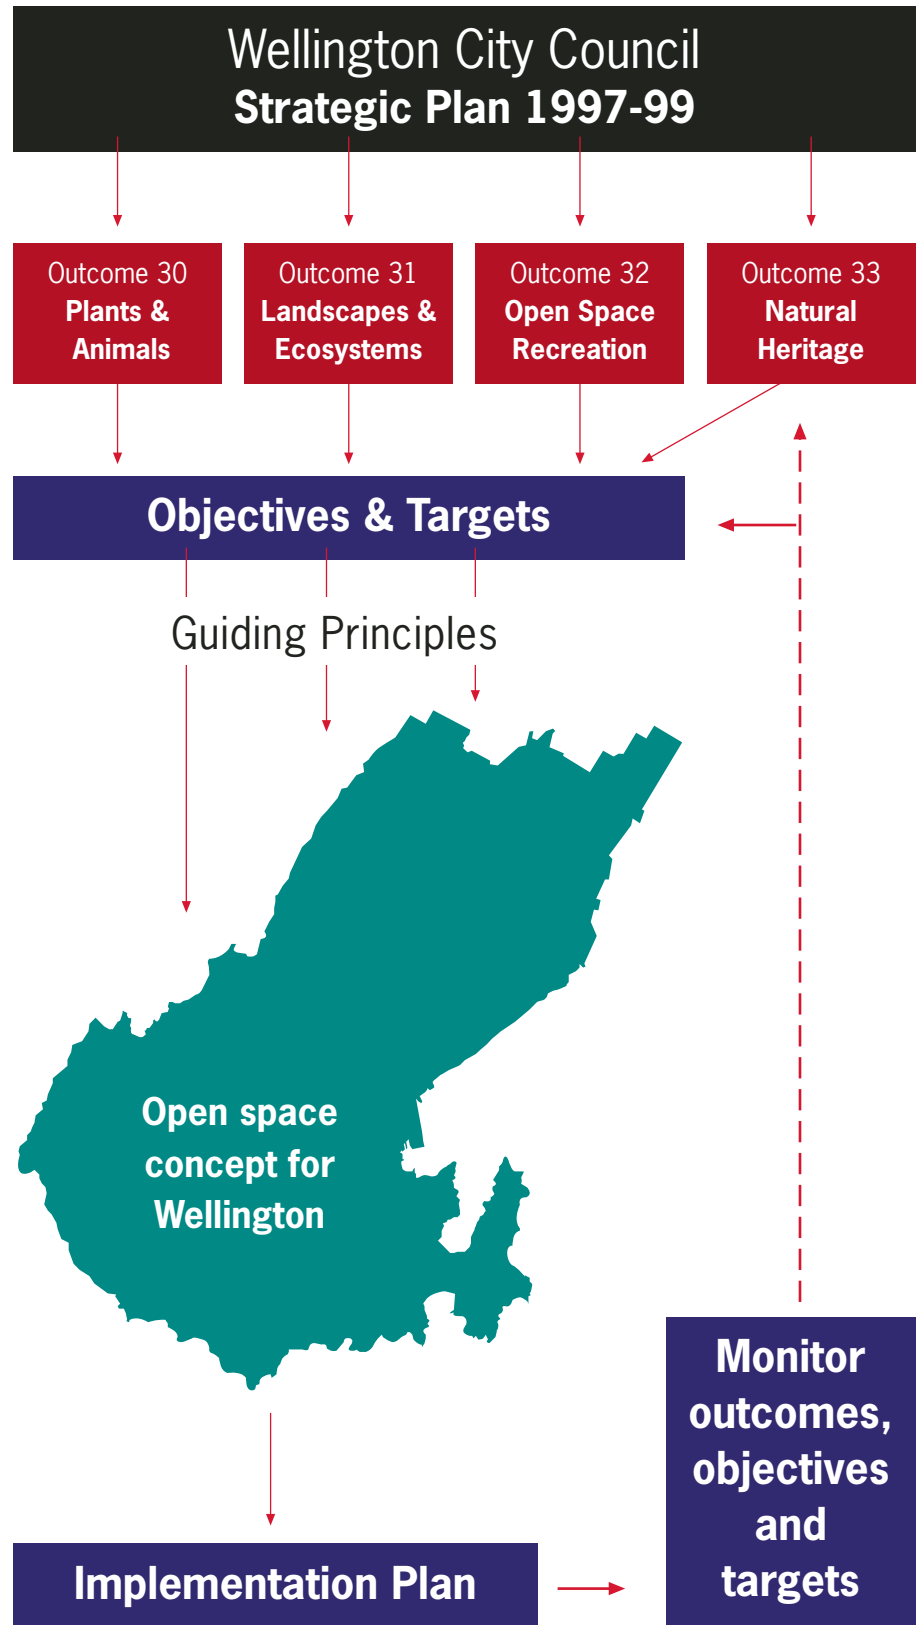 Wellington City Council
Strategic Plan 1997-99
Outcome 30
Plants &
Animals
Outcome 31
Landscapes &
Ecosystems
Outcome 32
Open Space
Recreation
Outcome 33
Natural
Heritage
Objectives & Targets
Guiding Principles
Open space
concept for
Wellington
Implementation Plan
Monitor
outcomes,
objectives
and
targets